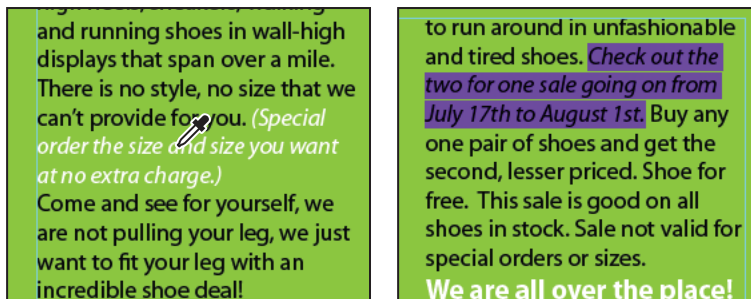 high heels, sneakers, walking
and running shoes in wall-high
displays that span over a mile.
There is no style, no size that we
can't provide for you. (Special
order the size and size you want
at no extra charge.)
Come and see for yourself, we
are not pulling your leg, we just
want to fit your leg with an
incredible shoe deal!
to run around in unfashionable
and tired shoes. Check out the
two for one sale going on from
July 17th to August 1st. Buy any
one pair of shoes and get the
second, lesser priced. Shoe for
free. This sale is good on all
shoes in stock. Sale not valid for
special orders or sizes.
We are all over the place!